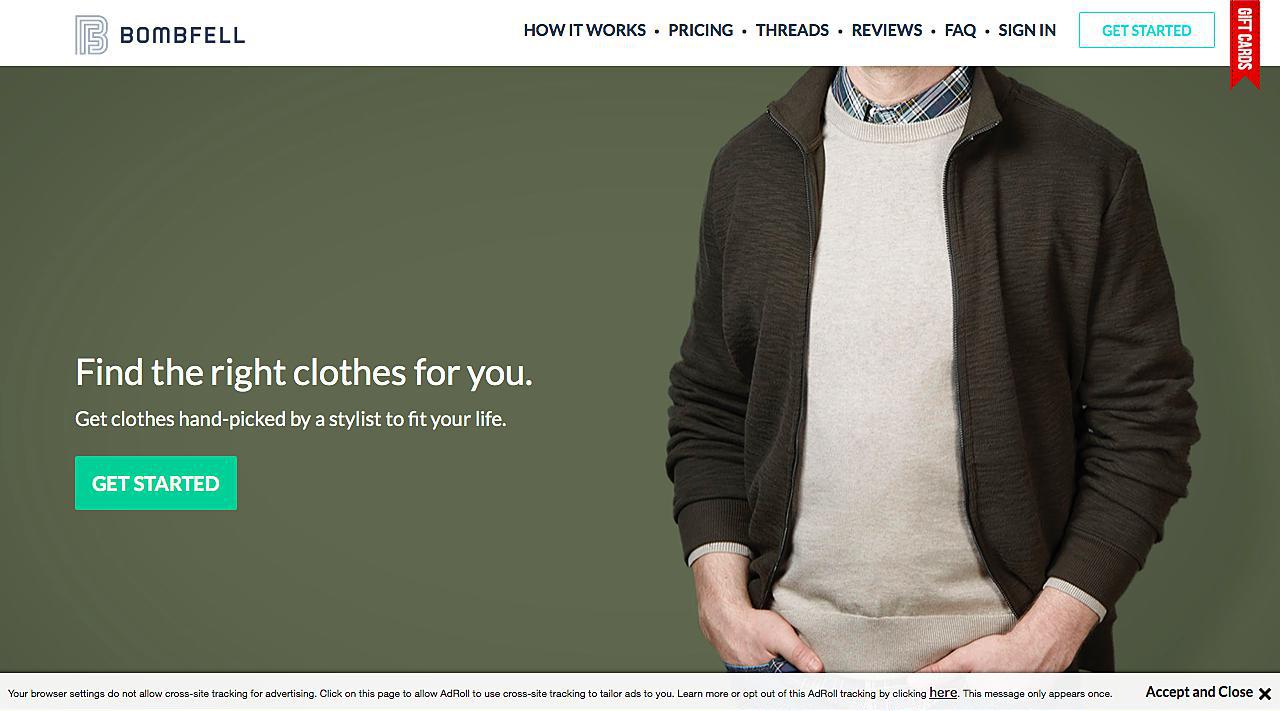 BOMBFELL
HOW IT WORKS • PRICING • THREADS • REVIEWS • FAQ • SIGN IN
GET STARTED
GIFT CARDS
Find the right clothes for you.
Get clothes hand-picked by a stylist to fit your life.
GET STARTED
Your browser settings do not allow cross-site tracking for advertising. Click on this page to allow AdRoll to use cross-site tracking to tailor ads to you. Learn more or opt out of this AdRoll tracking by clicking here. This message only appears once.
Accept and Close ×